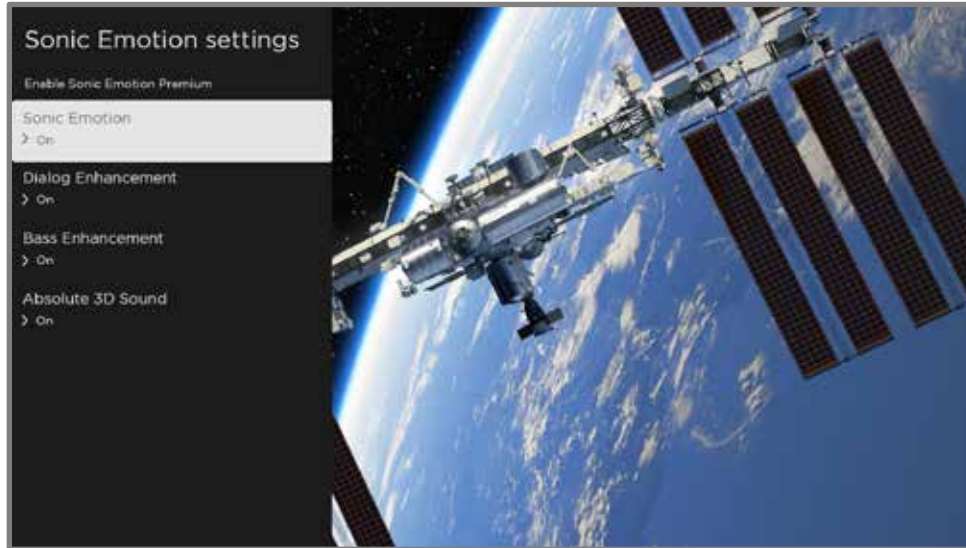 Sonic Emotion settings
Enable Sonic Emotion Premium
Sonic Emotion
On
Dialog Enhancement
On
Bass Enhancement
On
Absolute 3D Sound
On